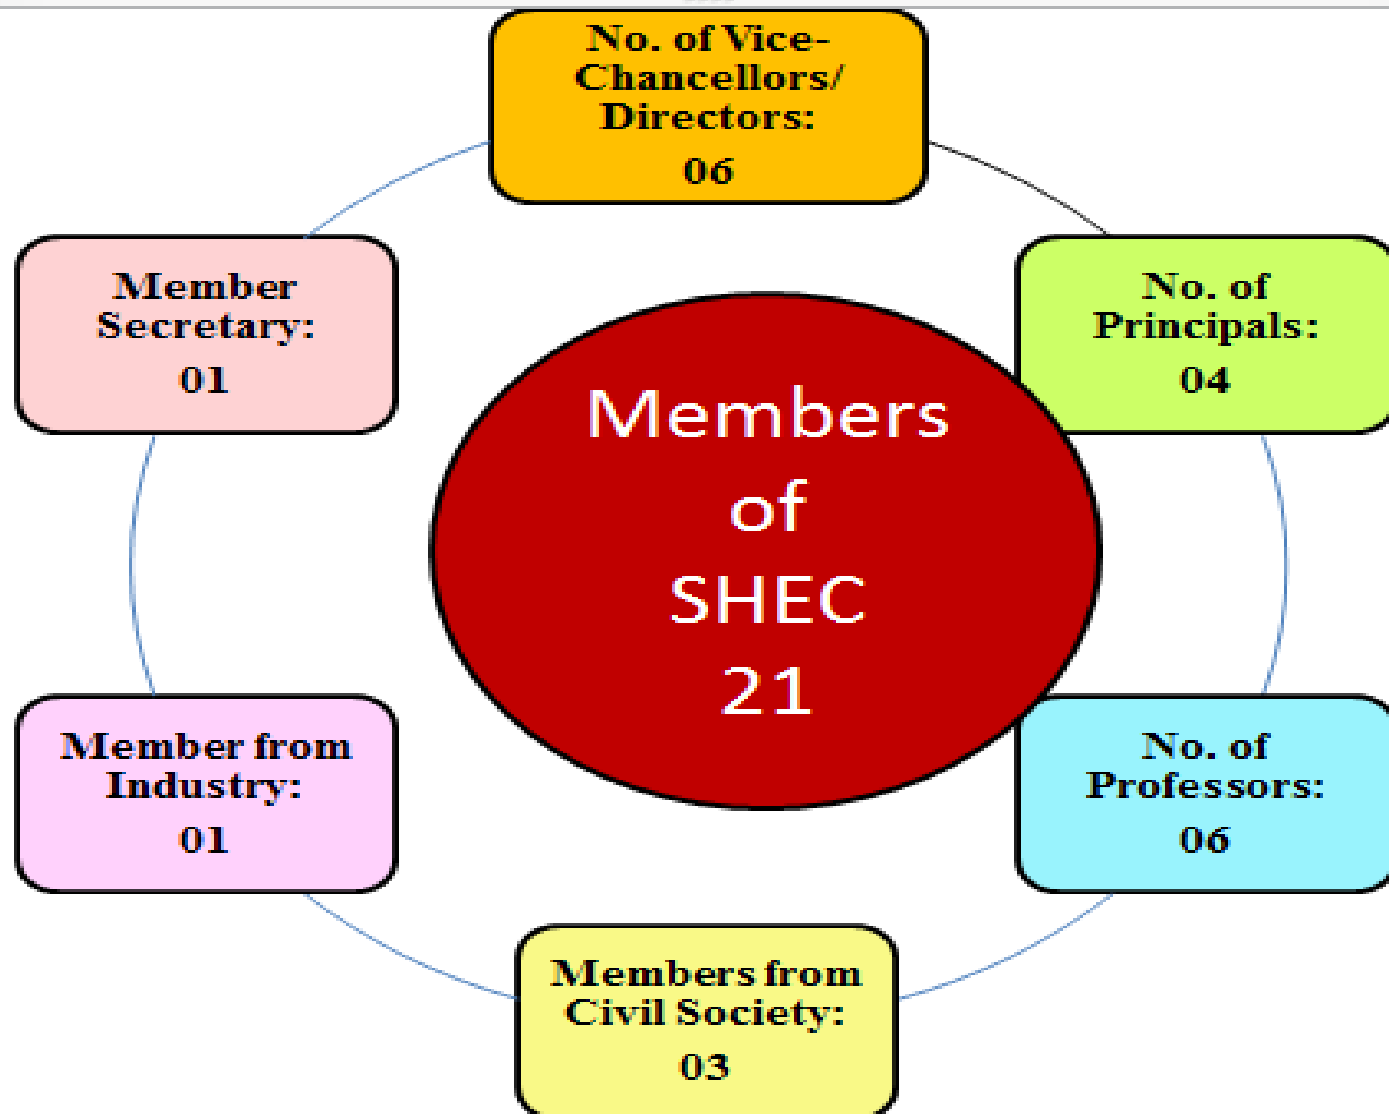 No. of Vice-
Chancellors/
Directors:
06
Member
Secretary:
01
No. of
Principals:
04
Members
of
SHEC
21
Member from
Industry:
01
No. of
Professors:
06
Members from
Civil Society:
03